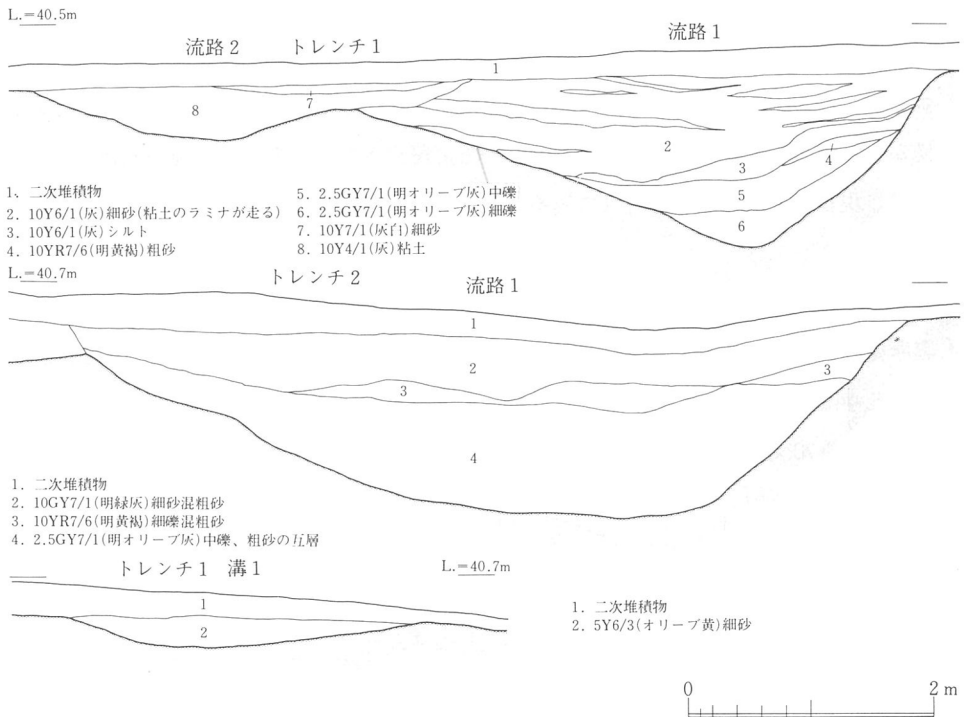 L.=40.5m
流路2 トレンチ1 流路1
1
7
8
2
3
4
5
6
1、二次堆積物
2．10Y6/1(灰)細砂(粘土のラミナが走る)
3．10Y6/1(灰)シルト
4．10YR7/6(明黄褐)粗砂
5．2.5GY7/1(明オリーブ灰)中礫
6．2.5GY7/1(明オリーブ灰)細礫
7．10Y7/1(灰白)細砂
8．10Y4/1(灰)粘土
L.=40.7m
トレンチ2 流路1
1
2
3
3
4
1．二次堆積物
2．10GY7/1(明緑灰)細砂混粗砂
3．10YR7/6(明黄褐)細礫混粗砂
4．2.5GY7/1(明オリーブ灰)中礫、粗砂の互層
トレンチ1 溝1
L.=40.7m
1
2
1．二次堆積物
2．5Y6/3(オリーブ黄)細砂
0 2m